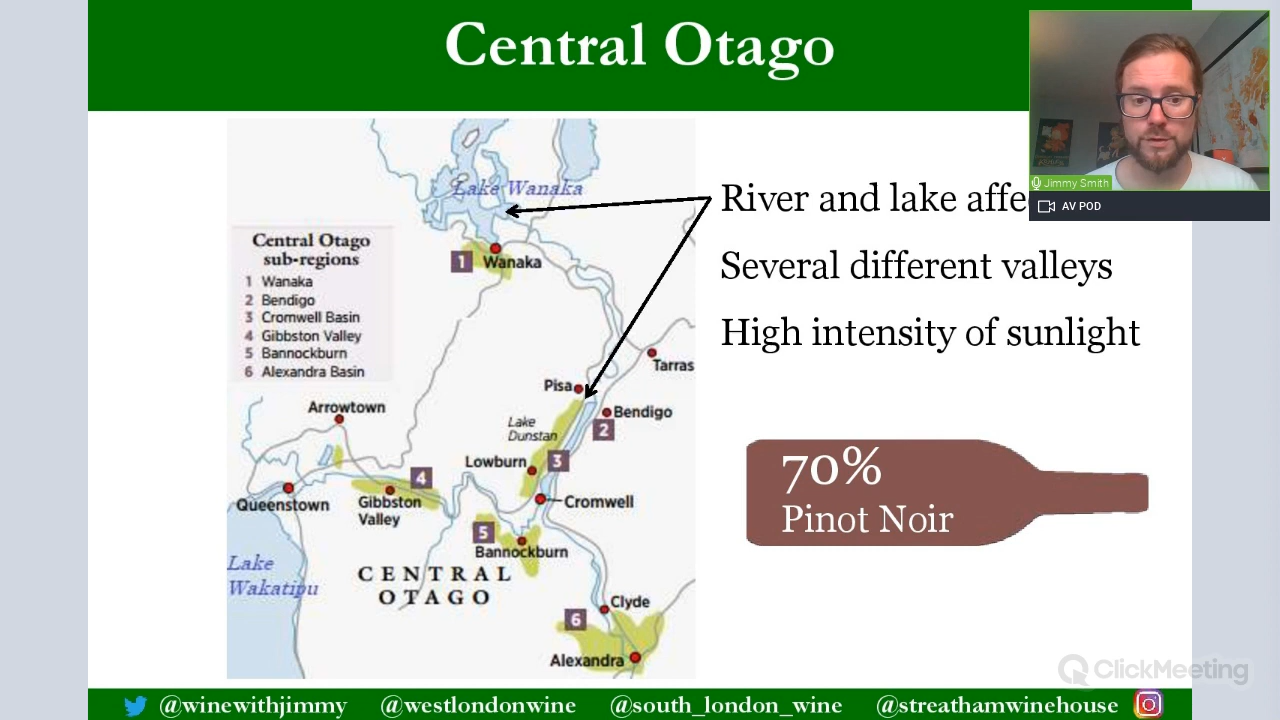 Central Otago
Jimmy Smith
AV POD
River and lake affe
Several different valleys
High intensity of sunlight
70%
Pinot Noir
Lake Wanaka
Central Otago
sub-regions
1 Wanaka
2 Bendigo
3 Cromwell Basin
4 Gibbston Valley
5 Bannockburn
6 Alexandra Basin
1
Wanaka
Tarras
Pisa
Bendigo
2
Arrowtown
Lake
Dunstan
Lowburn
3
4
Queenstown
Gibbston
Valley
Cromwell
5
Bannockburn
Lake
Wakatipu
CENTRAL
OTAGO
Clyde
6
Alexandra
ClickMeeting
@winewithjimmy
@westlondonwine
@south_london_wine
@streathamwinehouse